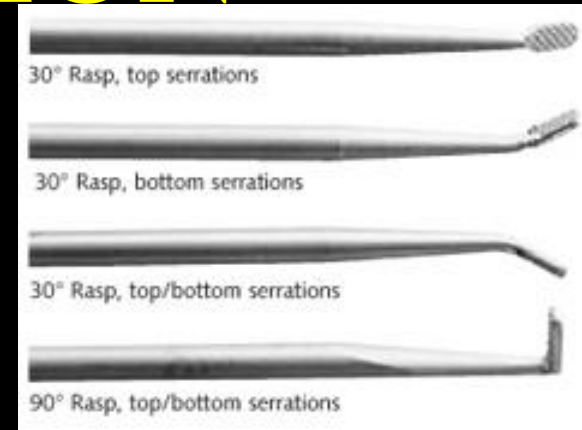 30° Rasp, top serrations
30° Rasp, bottom serrations
30° Rasp, top/bottom serrations
90° Rasp, top/bottom serrations